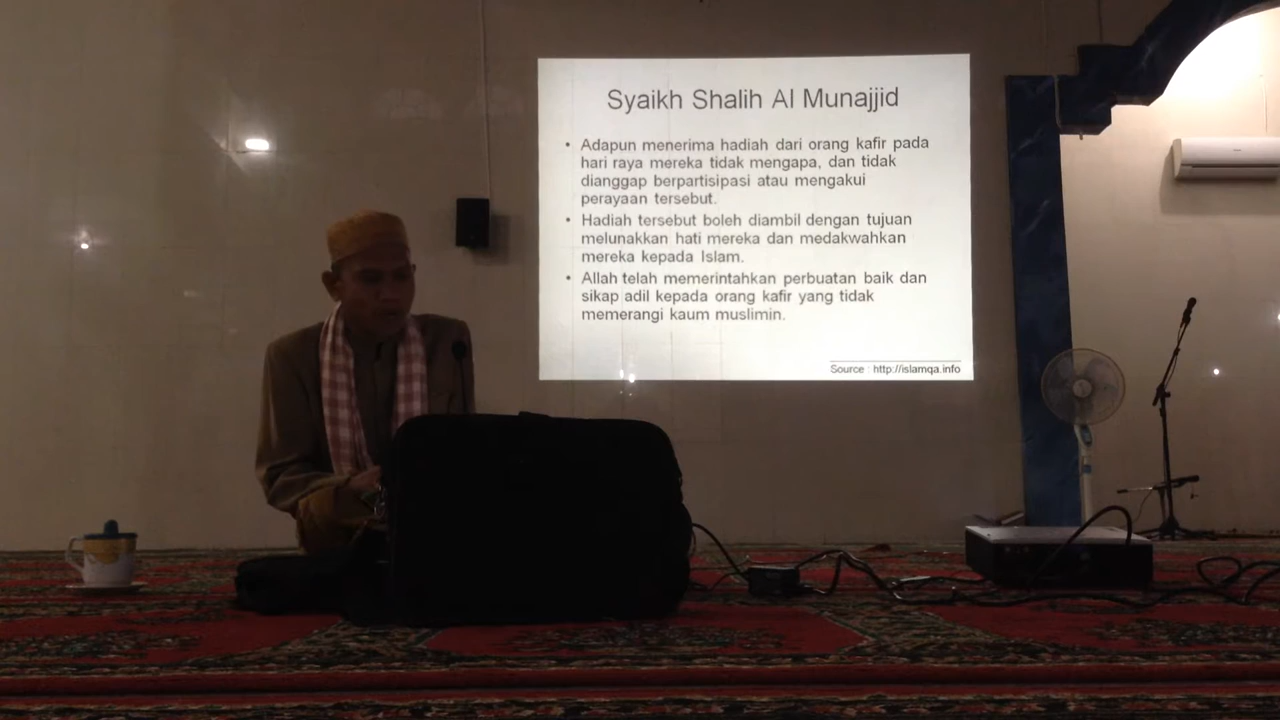 Syaikh Shalih Al Munajjid
• Adapun menerima hadiah dari orang kafir pada
hari raya mereka tidak mengapa, dan tidak
dianggap berpartisipasi atau mengakui
perayaan tersebut.
• Hadiah tersebut boleh diambil dengan tujuan
melunakkan hati mereka dan medakwahkan
mereka kepada Islam.
• Allah telah memerintahkan perbuatan baik dan
sikap adil kepada orang kafir yang tidak
memerangi kaum muslimin.
Source : http://islamqa.info